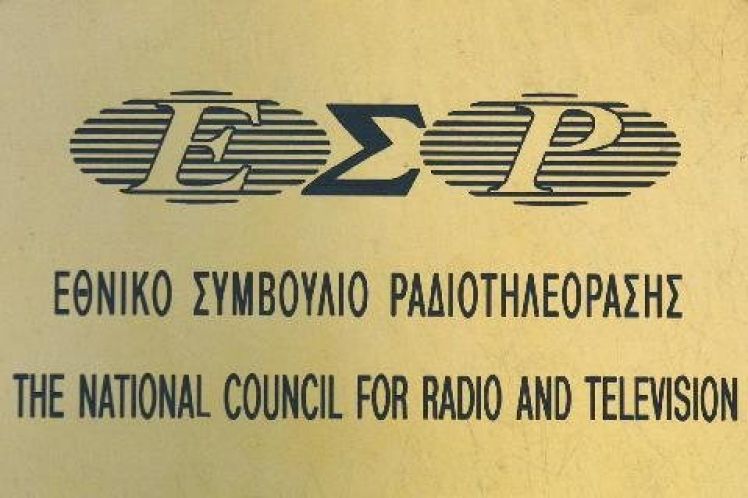 ΕΣΡ
ΕΘΝΙΚΟ ΣΥΜΒΟΥΛΙΟ ΡΑΔΙΟΤΗΛΕΟΡΑΣΗΣ
THE NATIONAL COUNCIL FOR RADIO AND TELEVISION